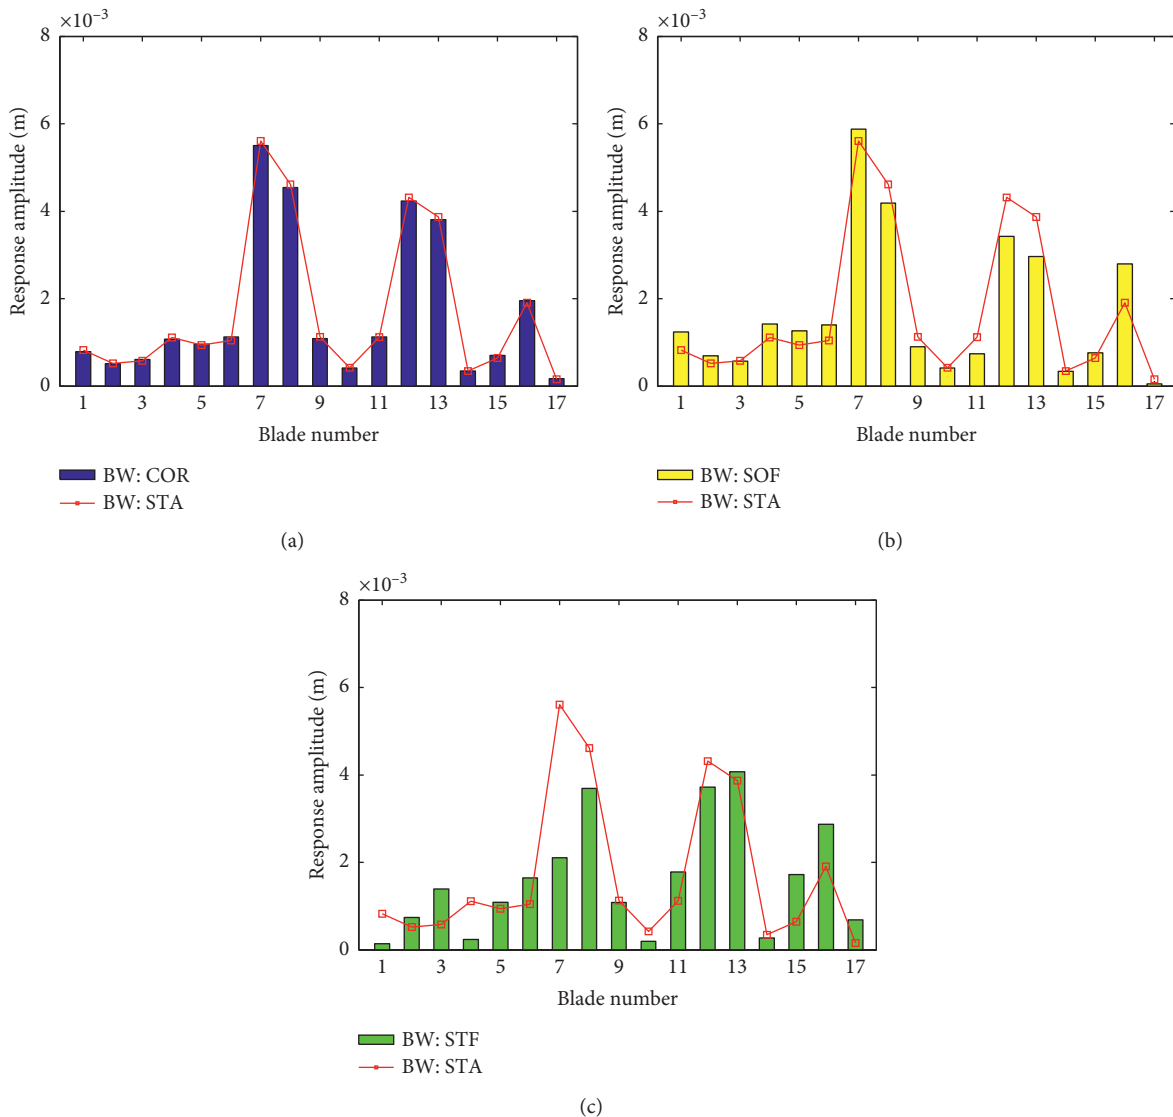 ×10⁻³
8
6
4
2
0
Response amplitude (m)
1 3 5 7 9 11 13 15 17
Blade number
BW: COR
BW: STA
(a)
×10⁻³
8
6
4
2
0
Response amplitude (m)
1 3 5 7 9 11 13 15 17
Blade number
BW: SOF
BW: STA
(b)
×10⁻³
8
6
4
2
0
Response amplitude (m)
1 3 5 7 9 11 13 15 17
Blade number
BW: STF
BW: STA
(c)